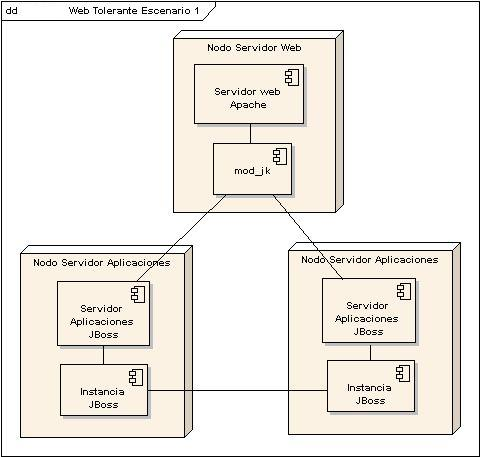 dd Web Tolerante Escenario 1
Nodo Servidor Web
Servidor web
Apache
mod_jk
Nodo Servidor Aplicaciones
Servidor
Aplicaciones
JBoss
Instancia
JBoss
Nodo Servidor Aplicaciones
Servidor
Aplicaciones
JBoss
Instancia
JBoss